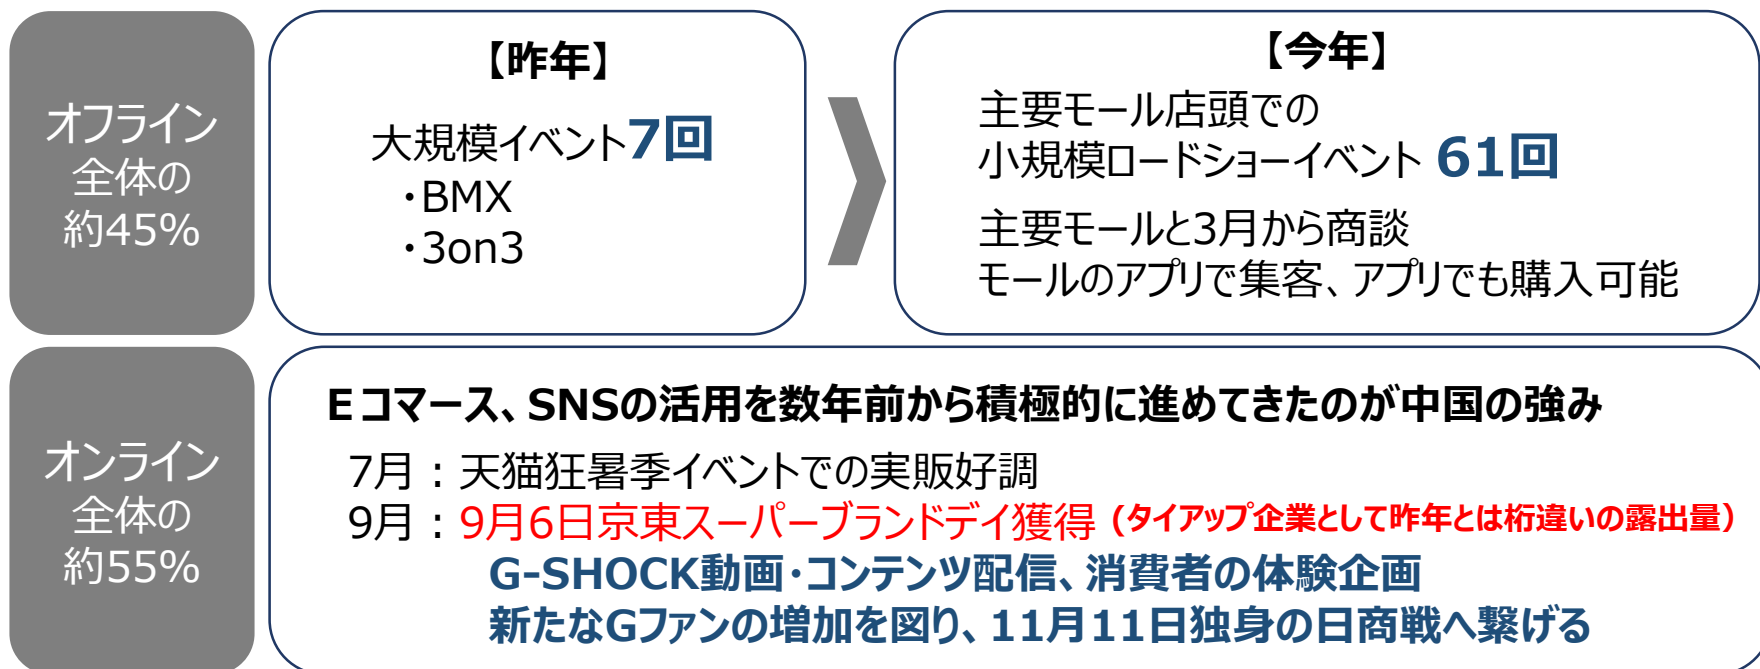 オフライン
全体の
約45%
【昨年】
大規模イベント7回
・BMX
・3on3
【今年】
主要モール店頭での
小規模ロードショーイベント 61回
主要モールと3月から商談
モールのアプリで集客、アプリでも購入可能
オンライン
全体の
約55%
Eコマース、SNSの活用を数年前から積極的に進めてきたのが中国の強み
7月：天猫狂暑季イベントでの実販好調
9月：9月6日京東スーパーブランドデイ獲得（タイアップ企業として昨年とは桁違いの露出量）
G-SHOCK動画・コンテンツ配信、消費者の体験企画
新たなGファンの増加を図り、11月11日独身の日商戦へ繋げる